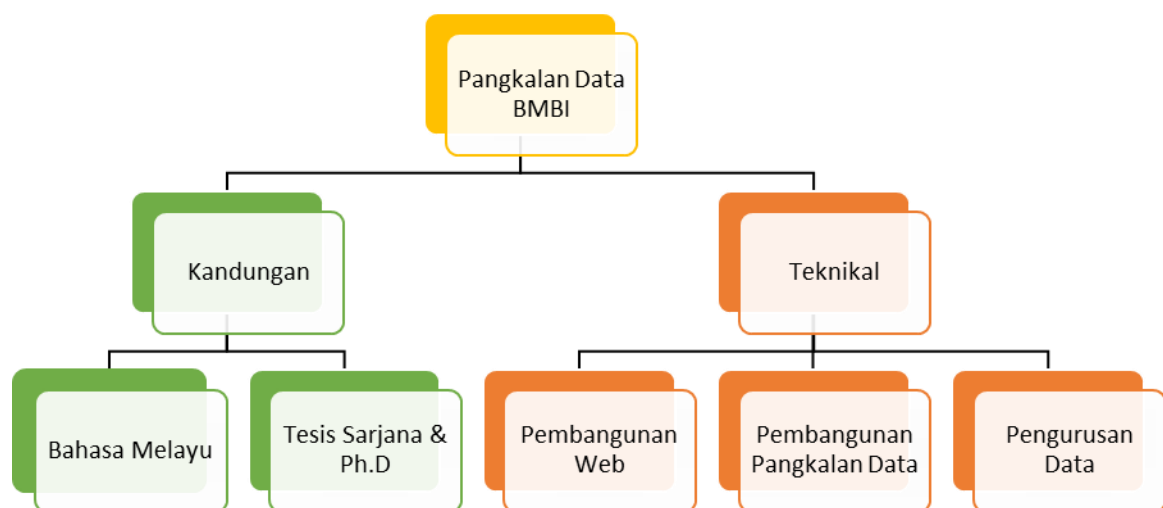 Pangkalan Data
BMBI
Kandungan
Teknikal
Bahasa Melayu
Tesis Sarjana &
Ph.D
Pembangunan
Web
Pembangunan
Pangkalan Data
Pengurusan
Data